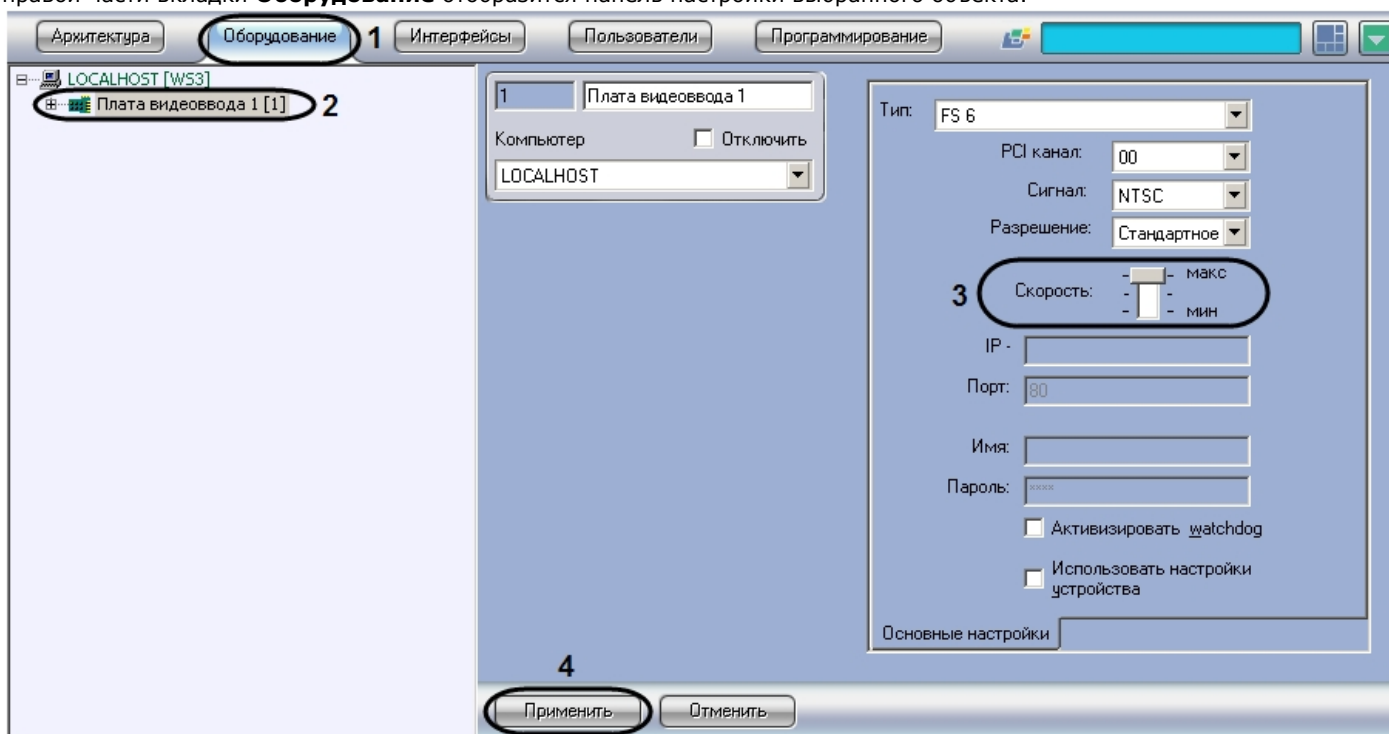 правой части вкладки Оборудование отобразится панель настройки выбранного объекта.
Архитектура Оборудование 1 Интерфейсы Пользователи Программирование
LOCALHOST [WS3]
Плата видеоввода 1 [1] 2
1 Плата видеоввода 1
Компьютер Отключить
LOCALHOST
Тип: FS 6
PCI канал: 00
Сигнал: NTSC
Разрешение: Стандартное
3 Скорость: - - макс
- -
- - мин
IP -
Порт: 80
Имя:
Пароль: ××××
Активизировать watchdog
Использовать настройки
устройства
Основные настройки
4
Применить Отменить